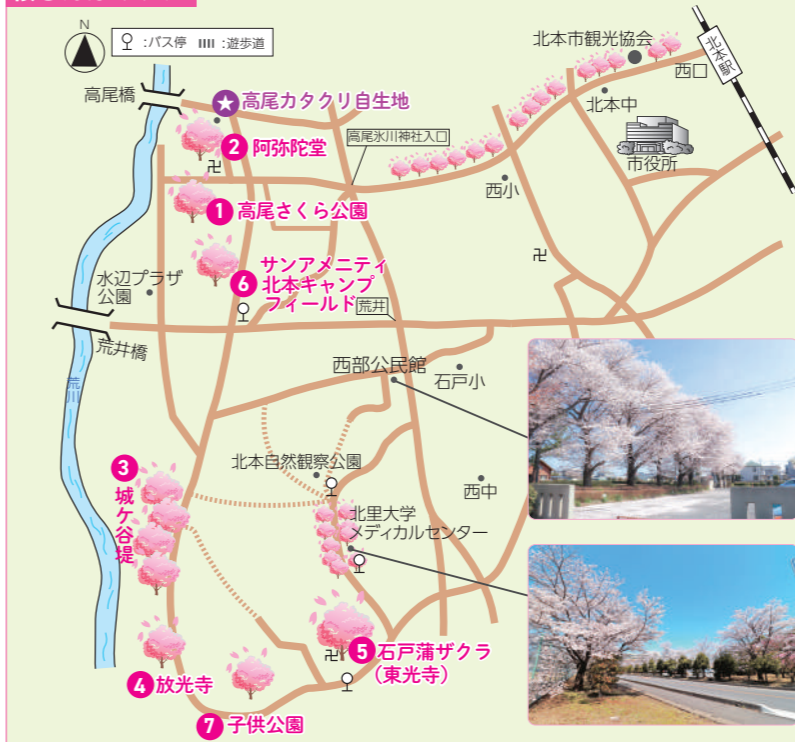 N
:バス停 :遊歩道
高尾橋
高尾カタクリ自生地
北本市観光協会
北本駅
西口
北本中
市役所
2 阿弥陀堂
高尾氷川神社入口
西小
1 高尾さくら公園
6 サンアメニティ
北本キャンプ
フィールド
水辺プラザ
公園
荒井
荒井橋
荒川
西部公民館
石戸小
3 城ケ谷堤
北本自然観察公園
西中
北里大学
メディカルセンター
5 石戸蒲ザクラ
(東光寺)
4 放光寺
7 子供公園